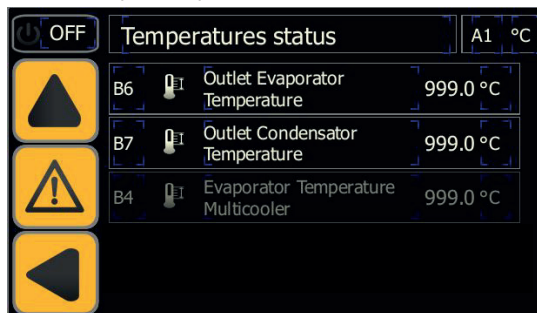 OFF
Temperatures status
A1 °C
B6
Outlet Evaporator
Temperature
999.0 °C
B7
Outlet Condensator
Temperature
999.0 °C
B4
Evaporator Temperature
Multicooler
999.0 °C